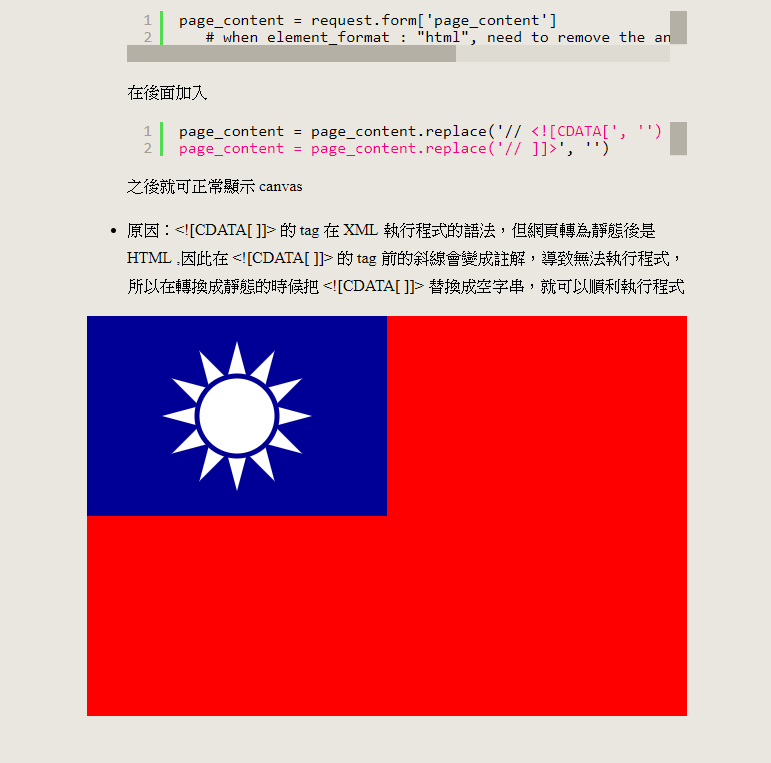 1 page_content = request.form['page_content']
2 # when element_format : "html", need to remove the an
在後面加入
1 page_content = page_content.replace('// <![CDATA[', '')
2 page_content = page_content.replace('// ]]>', '')
之後就可正常顯示 canvas
• 原因：<![CDATA[ ]]> 的 tag 在 XML 執行程式的語法，但網頁轉為靜態後是
HTML ,因此在 <![CDATA[ ]]> 的 tag 前的斜線會變成註解，導致無法執行程式，
所以在轉換成靜態的時候把 <![CDATA[ ]]> 替換成空字串，就可以順利執行程式